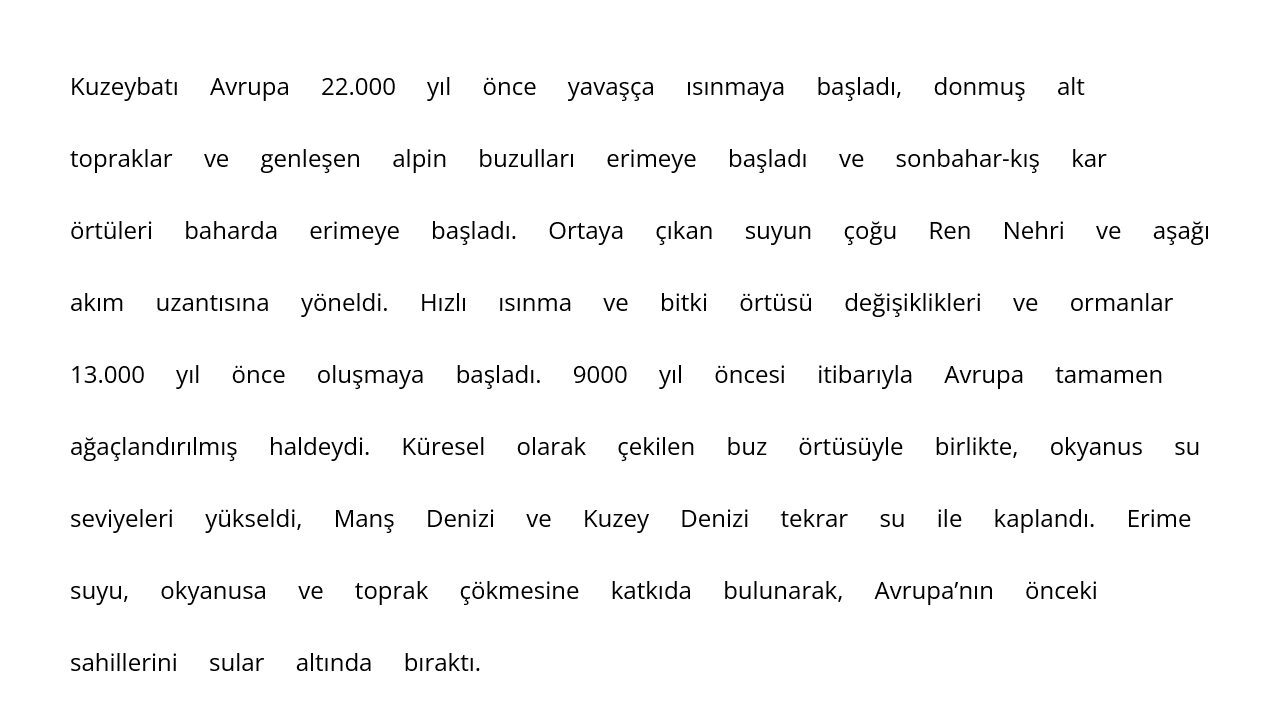 Kuzeybatı Avrupa 22.000 yıl önce yavaşça ısınmaya başladı, donmuş alt
topraklar ve genleşen alpin buzulları erimeye başladı ve sonbahar-kış kar
örtüleri baharda erimeye başladı. Ortaya çıkan suyun çoğu Ren Nehri ve aşağı
akım uzantısına yöneldi. Hızlı ısınma ve bitki örtüsü değişiklikleri ve ormanlar
13.000 yıl önce oluşmaya başladı. 9000 yıl öncesi itibarıyla Avrupa tamamen
ağaçlandırılmış haldeydi. Küresel olarak çekilen buz örtüsüyle birlikte, okyanus su
seviyeleri yükseldi, Manş Denizi ve Kuzey Denizi tekrar su ile kaplandı. Erime
suyu, okyanusa ve toprak çökmesine katkıda bulunarak, Avrupa’nın önceki
sahillerini sular altında bıraktı.